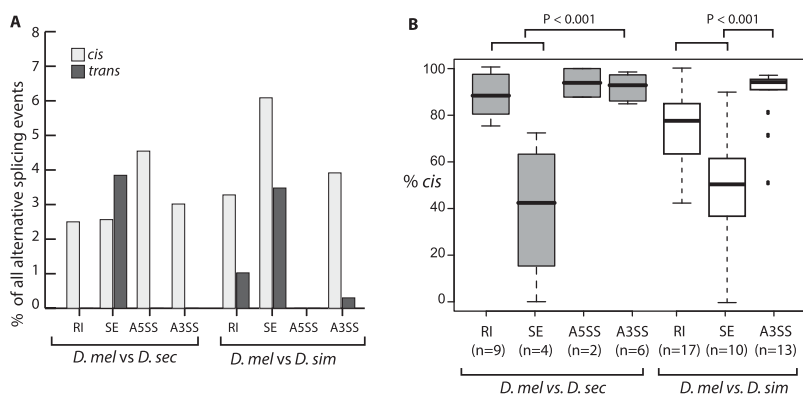 A
% of all alternative splicing events
8
7
6
5
4
3
2
1
0
cis
trans
RI SE A5SS A3SS RI SE A5SS A3SS
D. mel vs D. sec D. mel vs D. sim
B
P < 0.001 P < 0.001
% cis
100
80
60
40
20
0
RI SE A5SS A3SS RI SE A3SS
(n=9) (n=4) (n=2) (n=6) (n=17) (n=10) (n=13)
D. mel vs. D. sec D. mel vs. D. sim